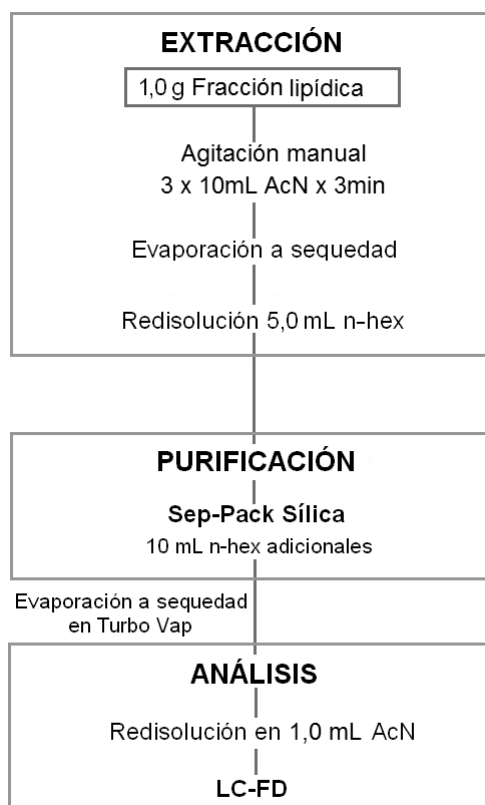 EXTRACCIÓN
1,0 g Fracción lipídica
Agitación manual
3 x 10mL AcN x 3min
Evaporación a sequedad
Redisolución 5,0 mL n-hex
PURIFICACIÓN
Sep-Pack Sílica
10 mL n-hex adicionales
Evaporación a sequedad
en Turbo Vap
ANÁLISIS
Redisolución en 1,0 mL AcN
LC-FD